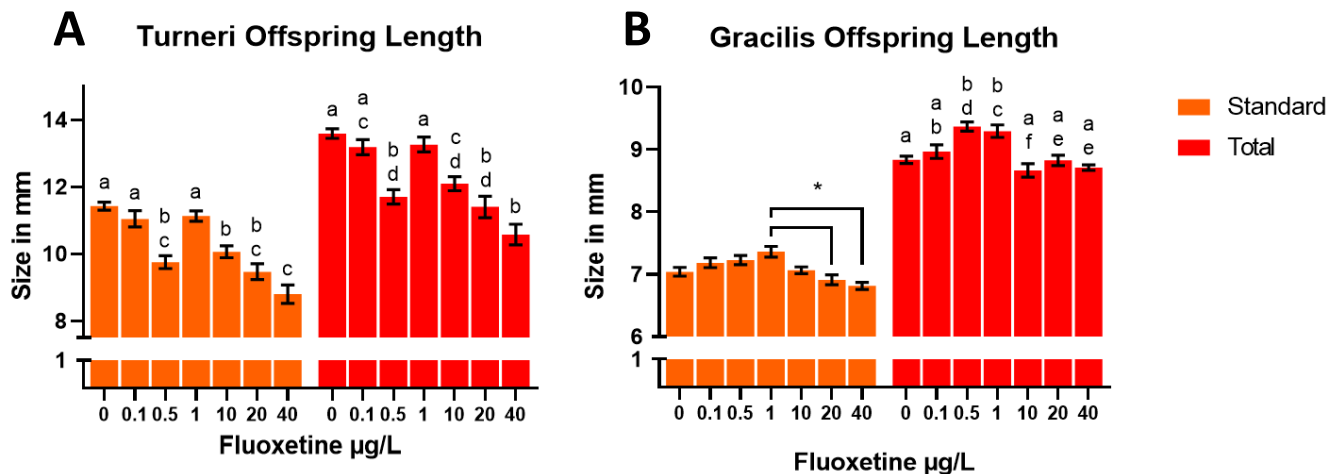 A
Turneri Offspring Length
Size in mm
14
12
10
8
1
a
a
b
c
a
b
b
c
c
a
a
c
b
d
a
c
d
b
d
b
0 0.1 0.5 1 10 20 40 0 0.1 0.5 1 10 20 40
Fluoxetine µg/L
B
Gracilis Offspring Length
Size in mm
10
9
8
7
6
1
*
a
a
b
b
d
b
c
a
f
a
e
a
e
0 0.1 0.5 1 10 20 40 0 0.1 0.5 1 10 20 40
Fluoxetine µg/L
Standard
Total